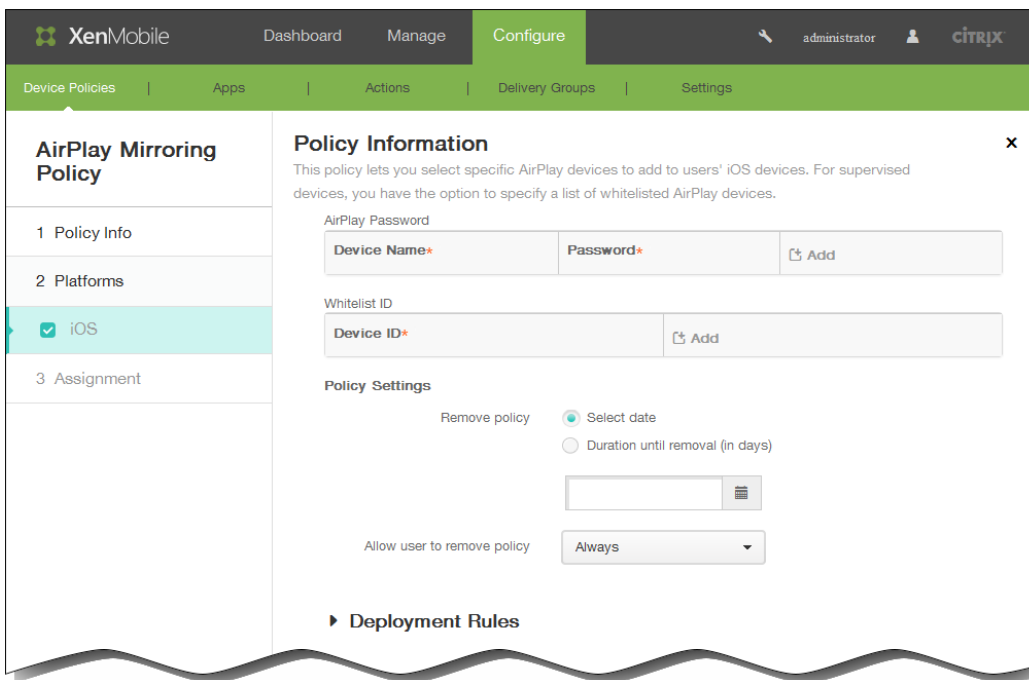 XenMobile
Dashboard
Manage
Configure
administrator
CITRIX
Device Policies | Apps | Actions | Delivery Groups | Settings
AirPlay Mirroring
Policy
1 Policy Info
2 Platforms
iOS
3 Assignment
Policy Information
x
This policy lets you select specific AirPlay devices to add to users' iOS devices. For supervised
devices, you have the option to specify a list of whitelisted AirPlay devices.
AirPlay Password
Device Name* Password* Add
Whitelist ID
Device ID* Add
Policy Settings
Remove policy Select date
Duration until removal (in days)
Allow user to remove policy Always
Deployment Rules